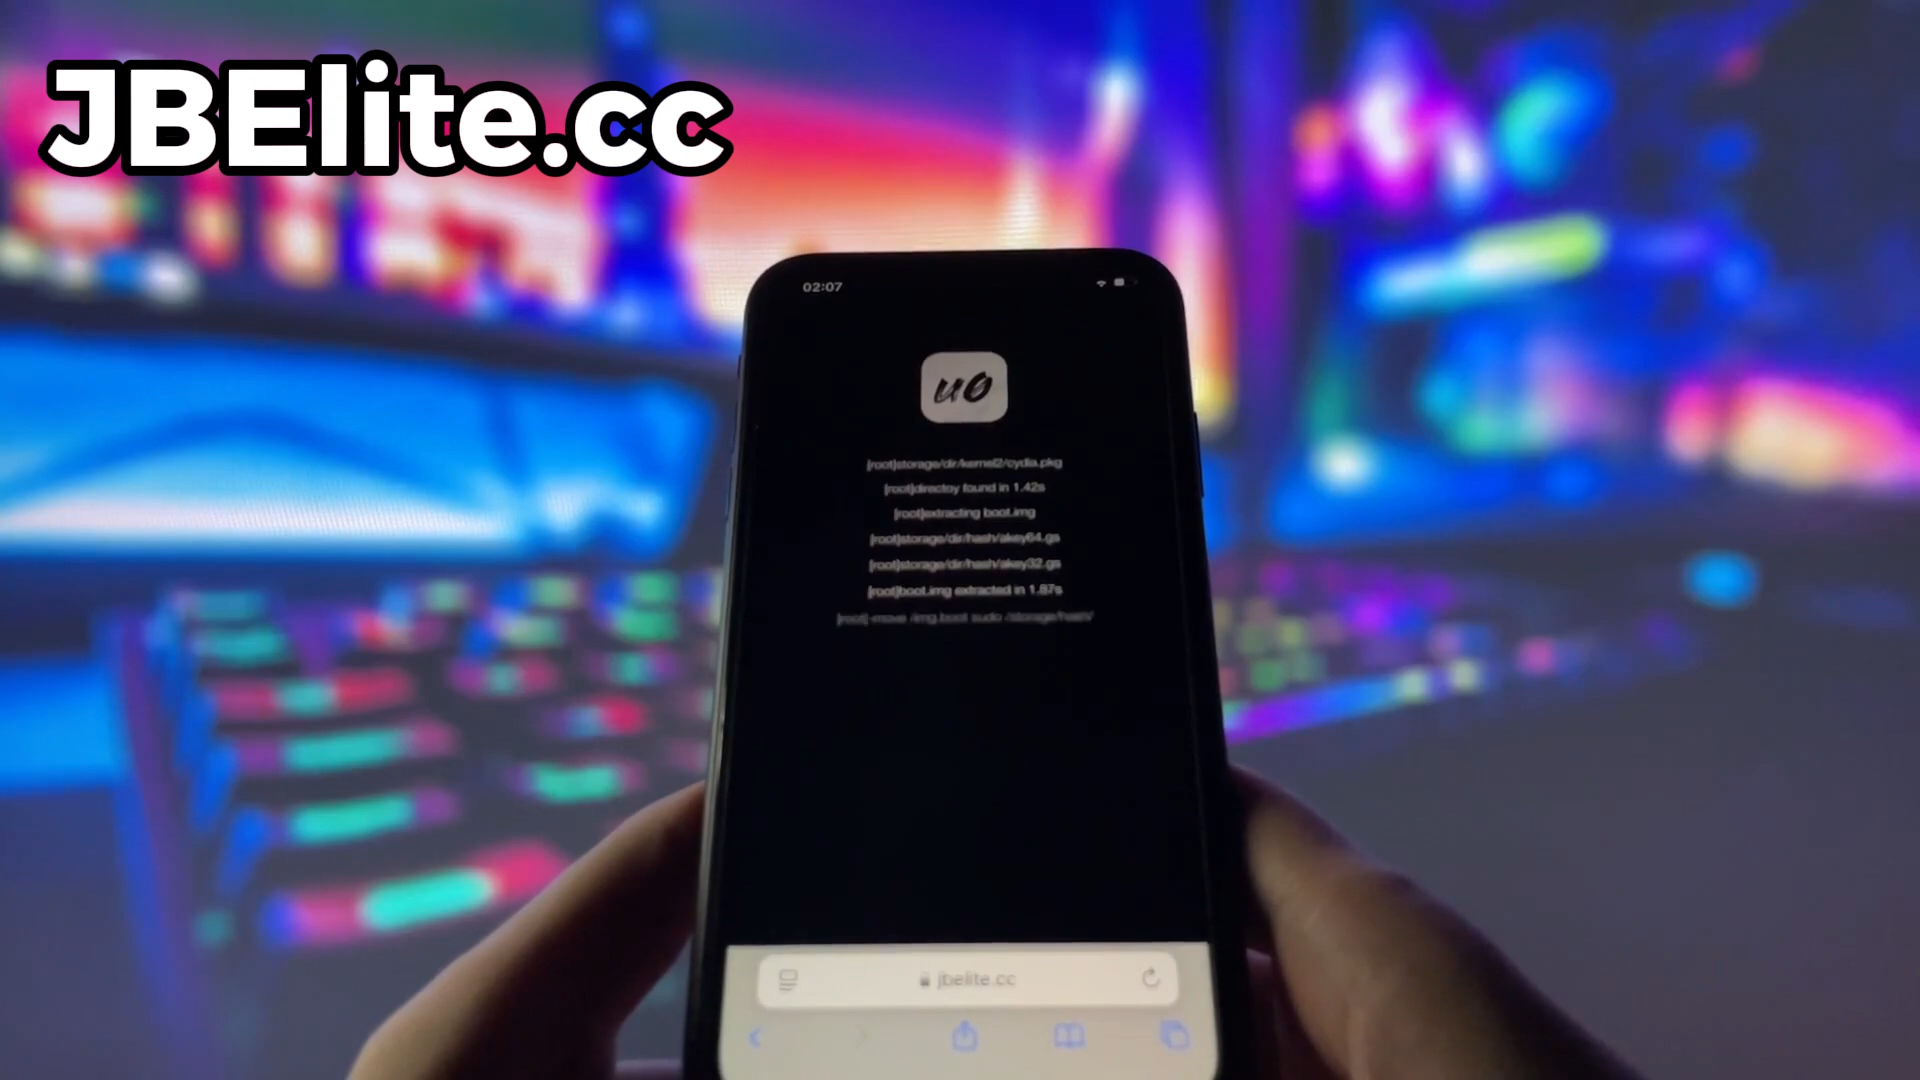 JBElite.cc
02:07
u0
[root]storage/dir/kernel2/cydia.pkg
[root]directoy found in 1.42s
[root]extracting boot.img
[root]storage/dir/hash/akey64.gs
[root]storage/dir/hash/akey32.gs
[root]boot.img extracted in 1.87s
[root]-move /img.boot sudo /storage/hash/
jbelite.cc